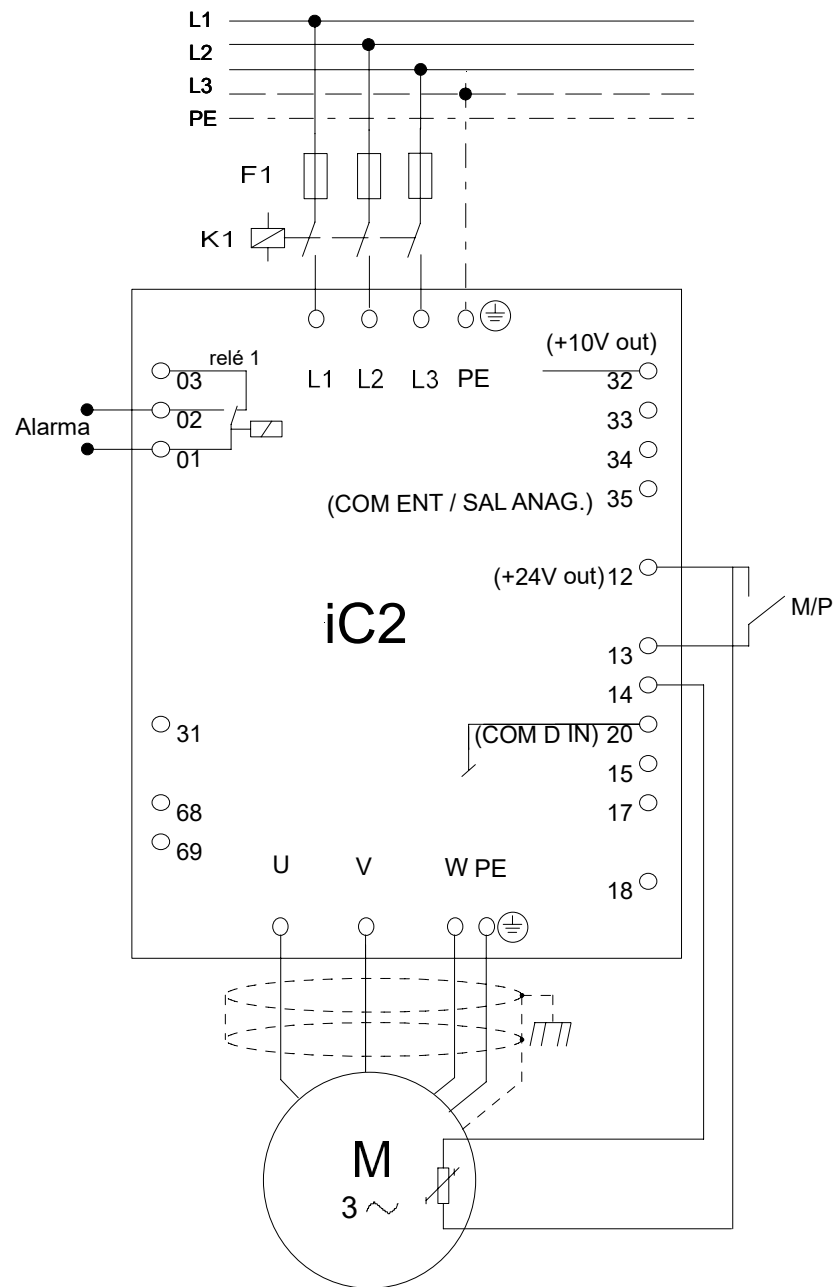 L1
L2
L3
PE
F1
K1
L1 L2 L3 PE
relé 1
03
02
01
Alarma
(+10V out)
32
33
34
(COM ENT / SAL ANAG.) 35
(+24V out) 12
M/P
iC2
13
14
(COM D IN) 20
15
17
18
31
68
69
U V W PE
M
3 ~